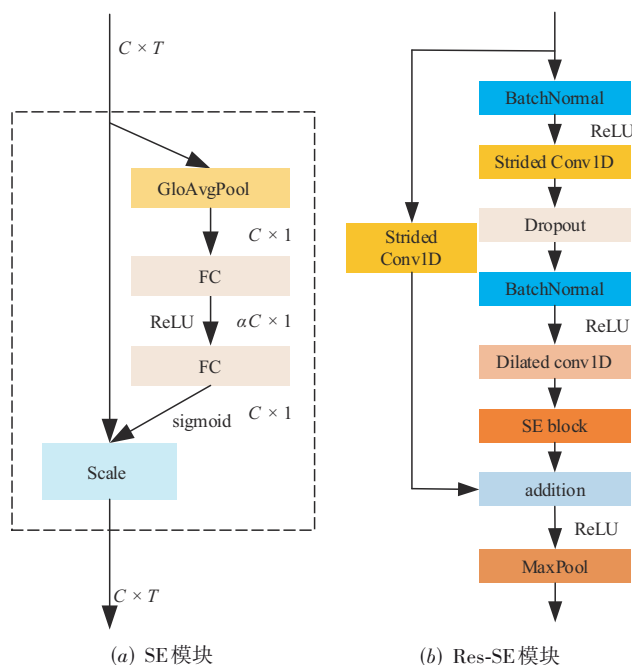 C × T
GloAvgPool
C × 1
FC
ReLU
αC × 1
FC
sigmoid
C × 1
Scale
C × T
(a) SE模块
BatchNormal
ReLU
Strided Conv1D
Dropout
Strided
Conv1D
BatchNormal
ReLU
Dilated conv1D
SE block
addition
ReLU
MaxPool
(b) Res-SE模块